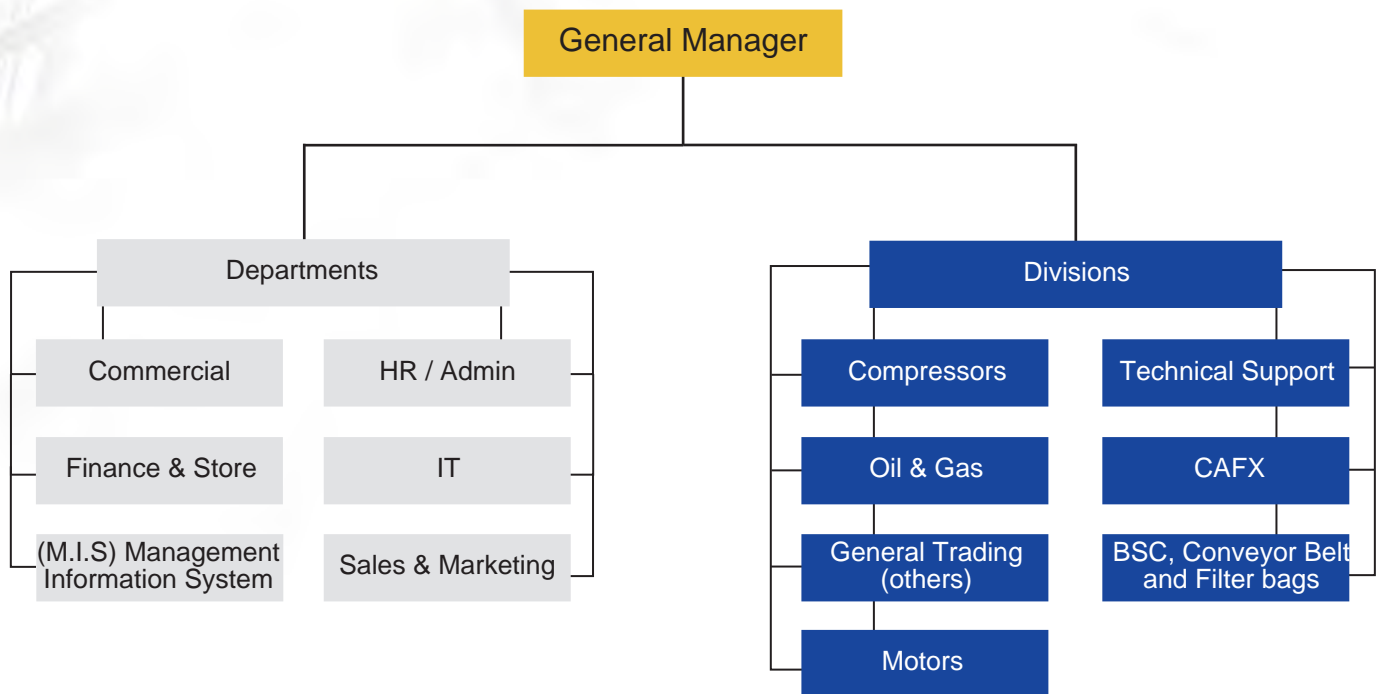 General Manager
Departments
Divisions
Commercial
HR / Admin
Compressors
Technical Support
Finance & Store
IT
Oil & Gas
CAFX
(M.I.S) Management
Information System
Sales & Marketing
General Trading
(others)
BSC, Conveyor Belt
and Filter bags
Motors